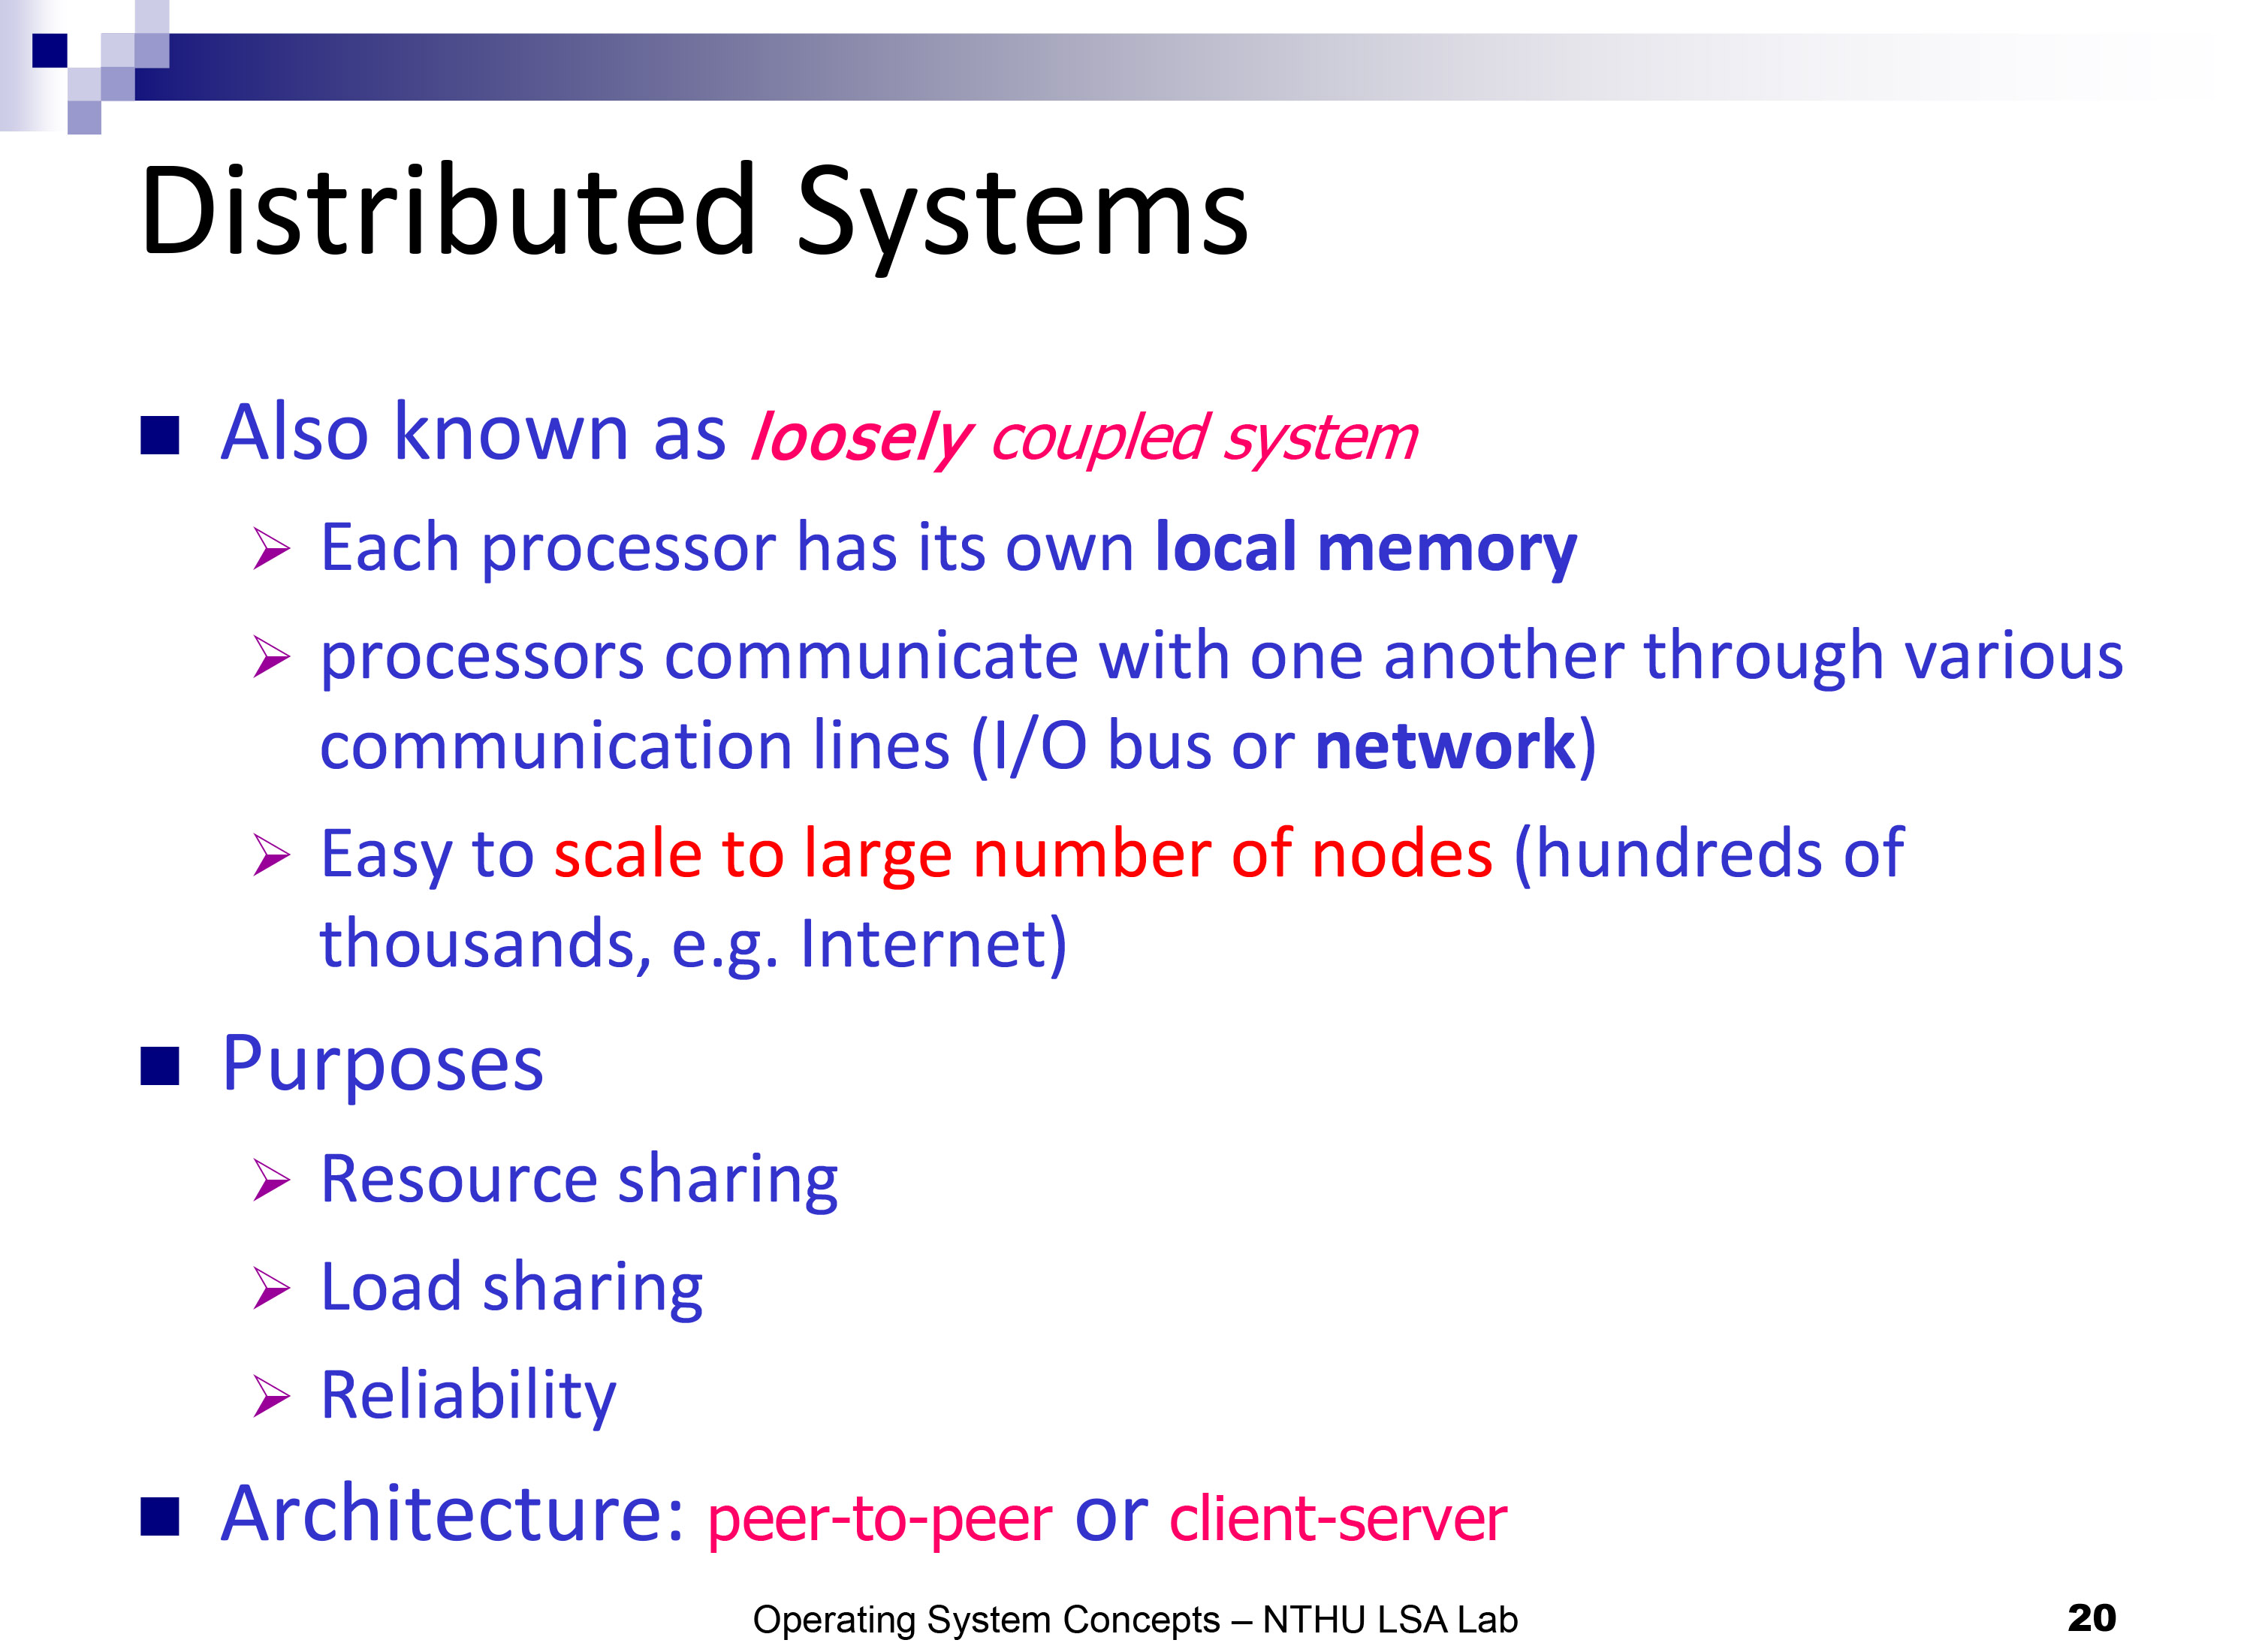 Distributed Systems
Also known as loosely coupled system
Each processor has its own local memory
processors communicate with one another through various
communication lines (I/O bus or network)
Easy to scale to large number of nodes (hundreds of
thousands, e.g. Internet)
Purposes
Resource sharing
Load sharing
Reliability
Architecture: peer-to-peer or client-server
Operating System Concepts – NTHU LSA Lab
20